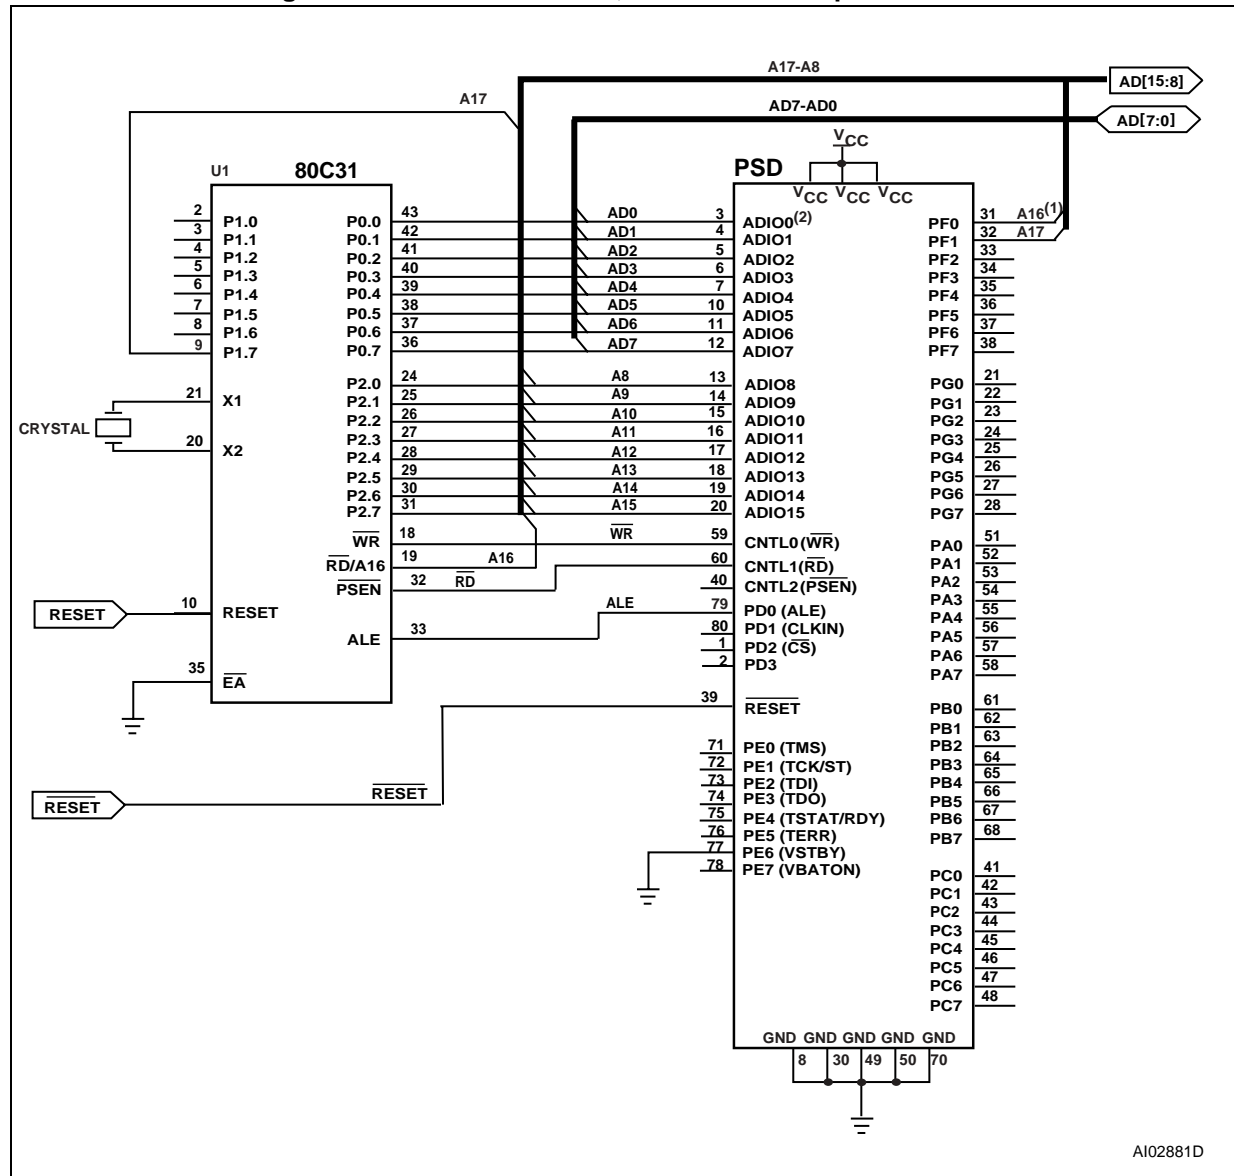 A17-A8
AD[15:8]
A17
AD7-AD0
AD[7:0]
VCC
U1
80C31
PSD
VCC VCC VCC
2 P1.0
3 P1.1
4 P1.2
5 P1.3
6 P1.4
7 P1.5
8 P1.6
9 P1.7
21 X1
CRYSTAL
20 X2
10 RESET
RESET
35 EA
RESET
RESET
P0.0 43 AD0 3 ADIO0(2)
P0.1 42 AD1 4 ADIO1
P0.2 41 AD2 5 ADIO2
P0.3 40 AD3 6 ADIO3
P0.4 39 AD4 7 ADIO4
P0.5 38 AD5 10 ADIO5
P0.6 37 AD6 11 ADIO6
P0.7 36 AD7 12 ADIO7
P2.0 24 A8 13 ADIO8
P2.1 25 A9 14 ADIO9
P2.2 26 A10 15 ADIO10
P2.3 27 A11 16 ADIO11
P2.4 28 A12 17 ADIO12
P2.5 29 A13 18 ADIO13
P2.6 30 A14 19 ADIO14
P2.7 31 A15 20 ADIO15
WR 18 WR 59 CNTL0(WR)
RD/A16 19 A16 60 CNTL1(RD)
PSEN 32 RD 40 CNTL2(PSEN)
ALE 33 ALE 79 PD0 (ALE)
80 PD1 (CLKIN)
1 PD2 (CS)
2 PD3
39 RESET
71 PE0 (TMS)
72 PE1 (TCK/ST)
73 PE2 (TDI)
74 PE3 (TDO)
75 PE4 (TSTAT/RDY)
76 PE5 (TERR)
77 PE6 (VSTBY)
78 PE7 (VBATON)
PF0 31 A16(1)
PF1 32 A17
PF2 33
PF3 34
PF4 35
PF5 36
PF6 37
PF7 38
PG0 21
PG1 22
PG2 23
PG3 24
PG4 25
PG5 26
PG6 27
PG7 28
PA0 51
PA1 52
PA2 53
PA3 54
PA4 55
PA5 56
PA6 57
PA7 58
PB0 61
PB1 62
PB2 63
PB3 64
PB4 65
PB5 66
PB6 67
PB7 68
PC0 41
PC1 42
PC2 43
PC3 44
PC4 45
PC5 46
PC6 47
PC7 48
GND GND GND GND GND
8 30 49 50 70
AI02881D